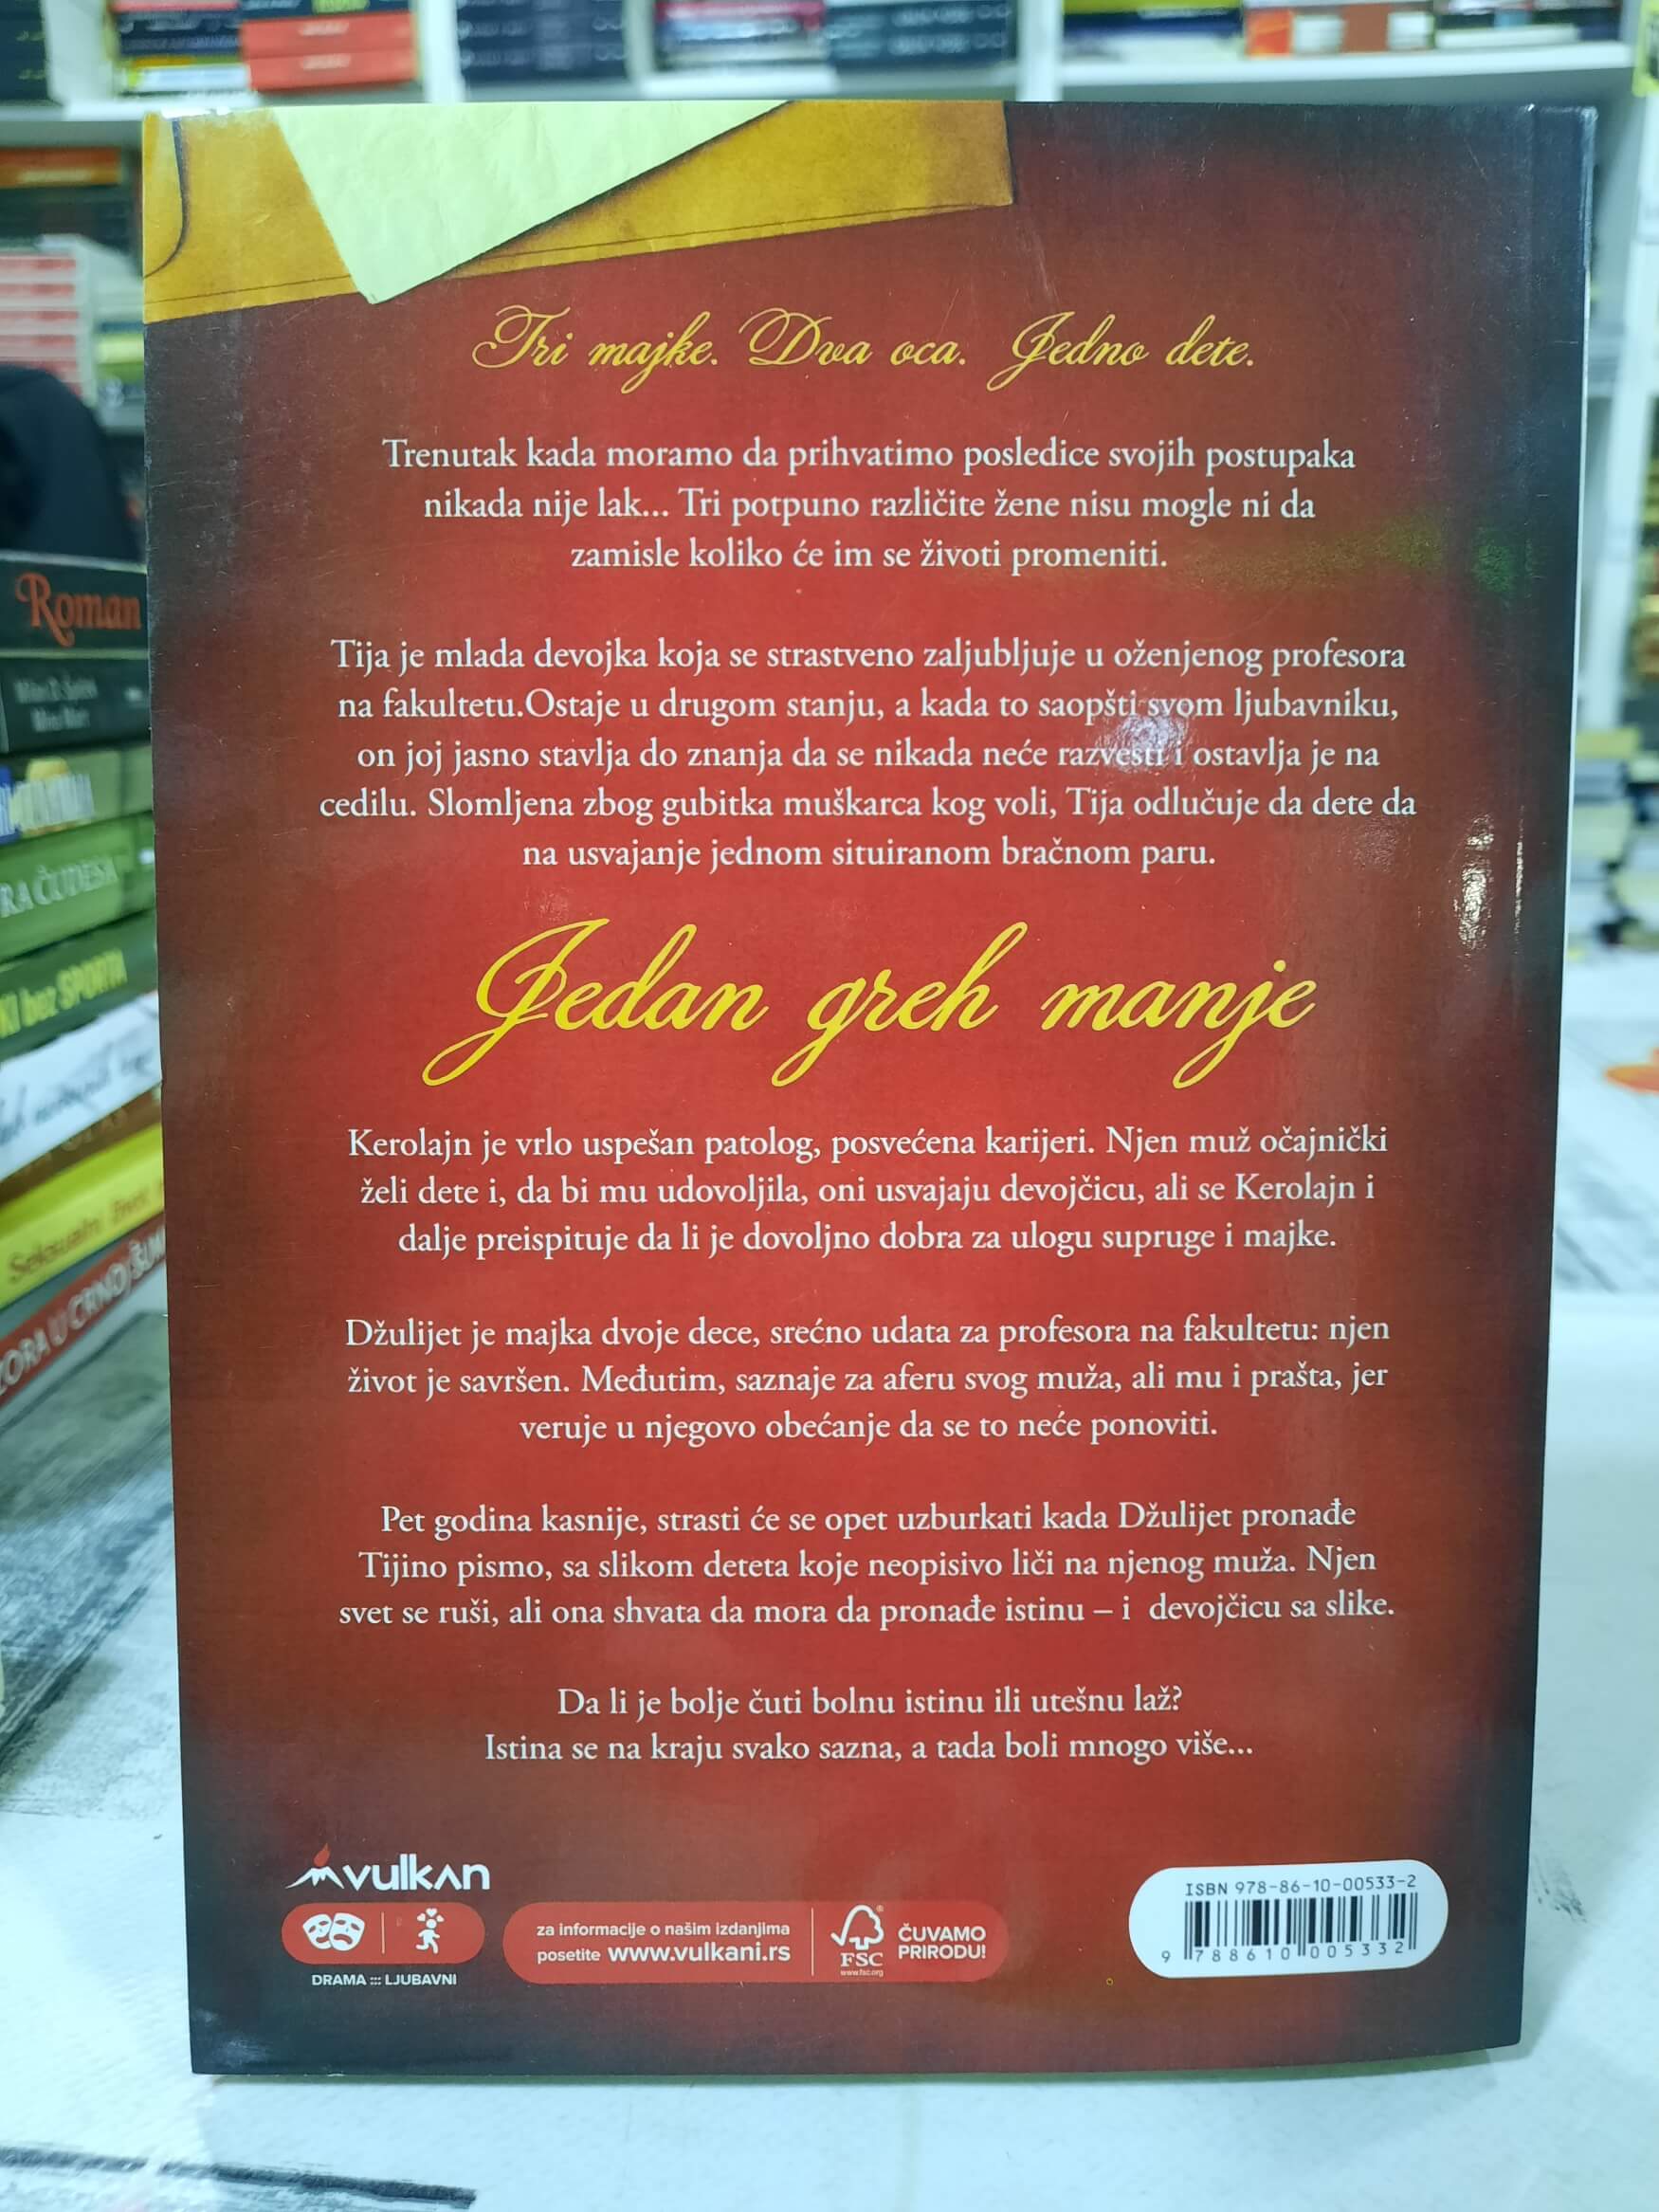 Tri majke. Dva oca. Jedno dete.
Trenutak kada moramo da prihvatimo posledice svojih postupaka
nikada nije lak... Tri potpuno različite žene nisu mogle ni da
zamisle koliko će im se životi promeniti.
Tija je mlada devojka koja se strastveno zaljubljuje u oženjenog profesora
na fakultetu.Ostaje u drugom stanju, a kada to saopšti svom ljubavniku,
on joj jasno stavlja do znanja da se nikada neće razvesti i ostavlja je na
cedilu. Slomljena zbog gubitka muškarca kog voli, Tija odlučuje da dete da
na usvajanje jednom situiranom bračnom paru.
Jedan greh manje
Kerolajn je vrlo uspešan patolog, posvećena karijeri. Njen muž očajnički
želi dete i, da bi mu udovoljila, oni usvajaju devojčicu, ali se Kerolajn i
dalje preispituje da li je dovoljno dobra za ulogu supruge i majke.
Džulijet je majka dvoje dece, srećno udata za profesora na fakultetu: njen
život je savršen. Međutim, saznaje za aferu svog muža, ali mu i prašta, jer
veruje u njegovo obećanje da se to neće ponoviti.
Pet godina kasnije, strasti će se opet uzburkati kada Džulijet pronađe
Tijino pismo, sa slikom deteta koje neopisivo liči na njenog muža. Njen
svet se ruši, ali ona shvata da mora da pronađe istinu – i devojčicu sa slike.
Da li je bolje čuti bolnu istinu ili utešnu laž?
Istina se na kraju svako sazna, a tada boli mnogo više...
vulkan
DRAMA ::: LJUBAVNI
za informacije o našim izdanjima
posetite www.vulkani.rs
FSC
www.fsc.org
ČUVAMO
PRIRODU!
ISBN 978-86-10-00533-2
9 788610 005332
Roman
RA ČUDESA
KI bez SPORTA
ZORA U CRNOJ ŠUM